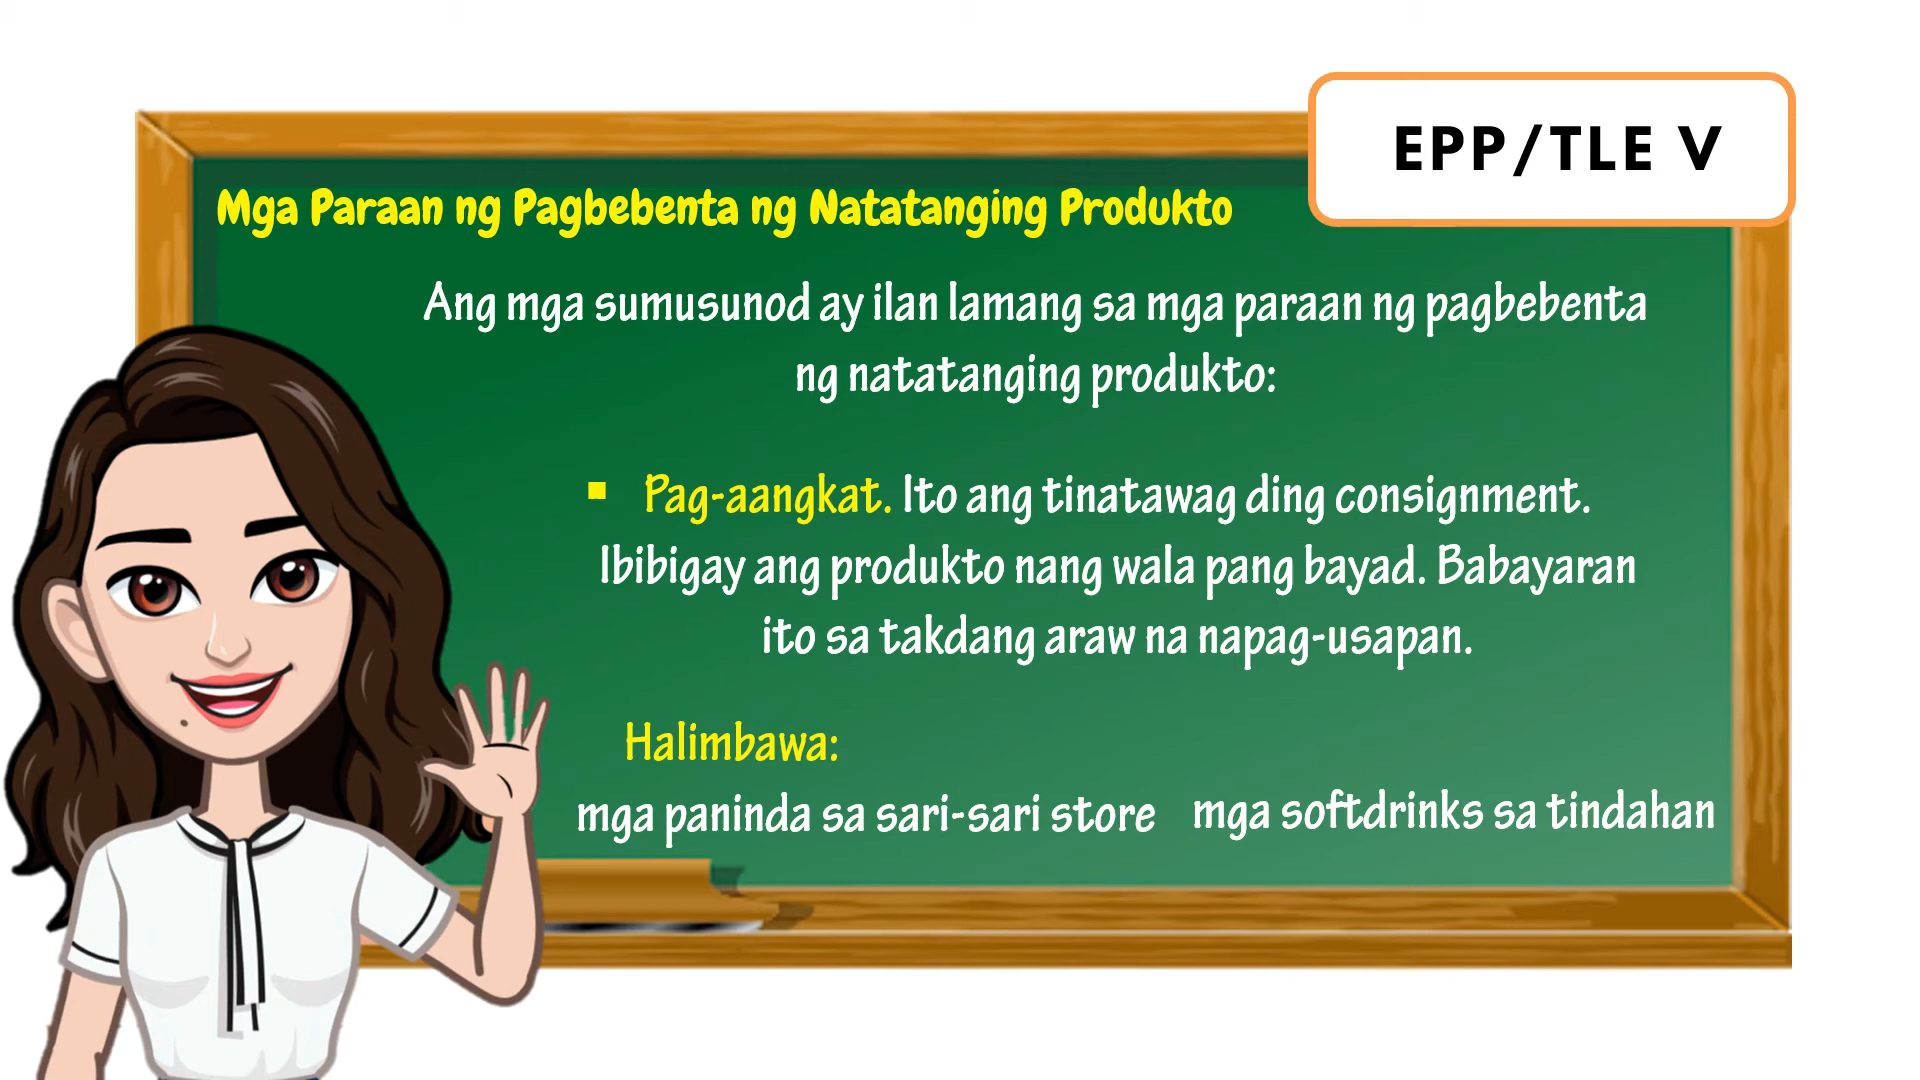 EPP/TLE V
Mga Paraan ng Pagbebenta ng Natatanging Produkto
Ang mga sumusunod ay ilan lamang sa mga paraan ng pagbebenta
ng natatanging produkto:
▪ Pag-aangkat. Ito ang tinatawag ding consignment.
Ibibigay ang produkto nang wala pang bayad. Babayaran
ito sa takdang araw na napag-usapan.
Halimbawa:
mga paninda sa sari-sari store mga softdrinks sa tindahan